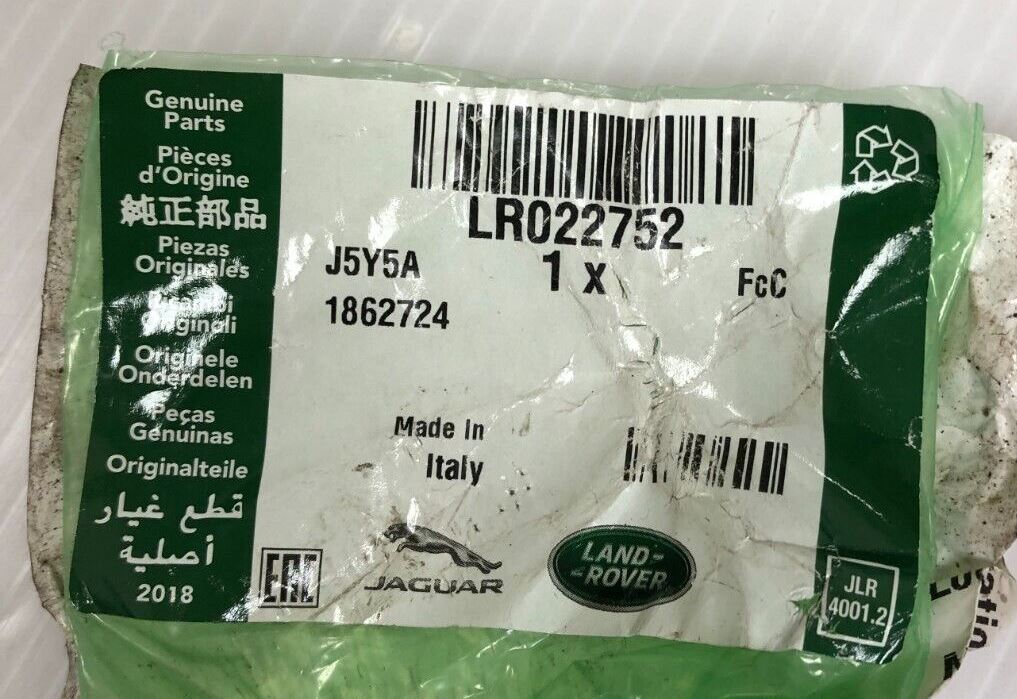 Genuine
Parts
Pièces
d'Origine
純正部品
Piezas
Originales
Originele
Onderdelen
Peças
Genuinas
Originalteile
قطع غيار
أصلية
2018
LR022752
J5Y5A
1 x
FcC
1862724
Made In
Italy
EAC
JAGUAR
LAND-
-ROVER
JLR
4001.2